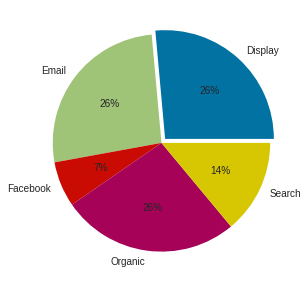 Display
Email
26%
26%
7%
14%
Facebook
Search
26%
Organic